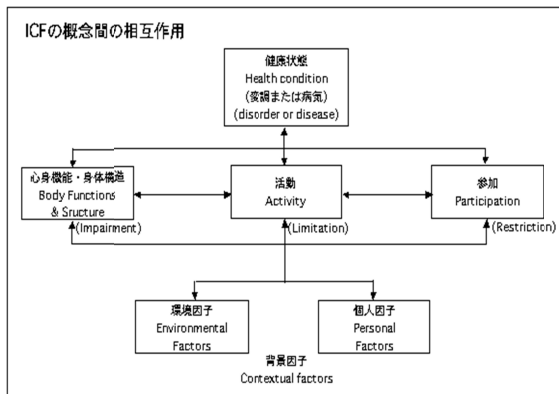 ICFの概念間の相互作用
健康状態
Health condition
(変調または病気)
(disorder or disease)
心身機能・身体構造
Body Functions
& Sructure
(Impairment)
活動
Activity
(Limitation)
参加
Participation
(Restriction)
環境因子
Environmental
Factors
個人因子
Personal
Factors
背景因子
Contextual factors